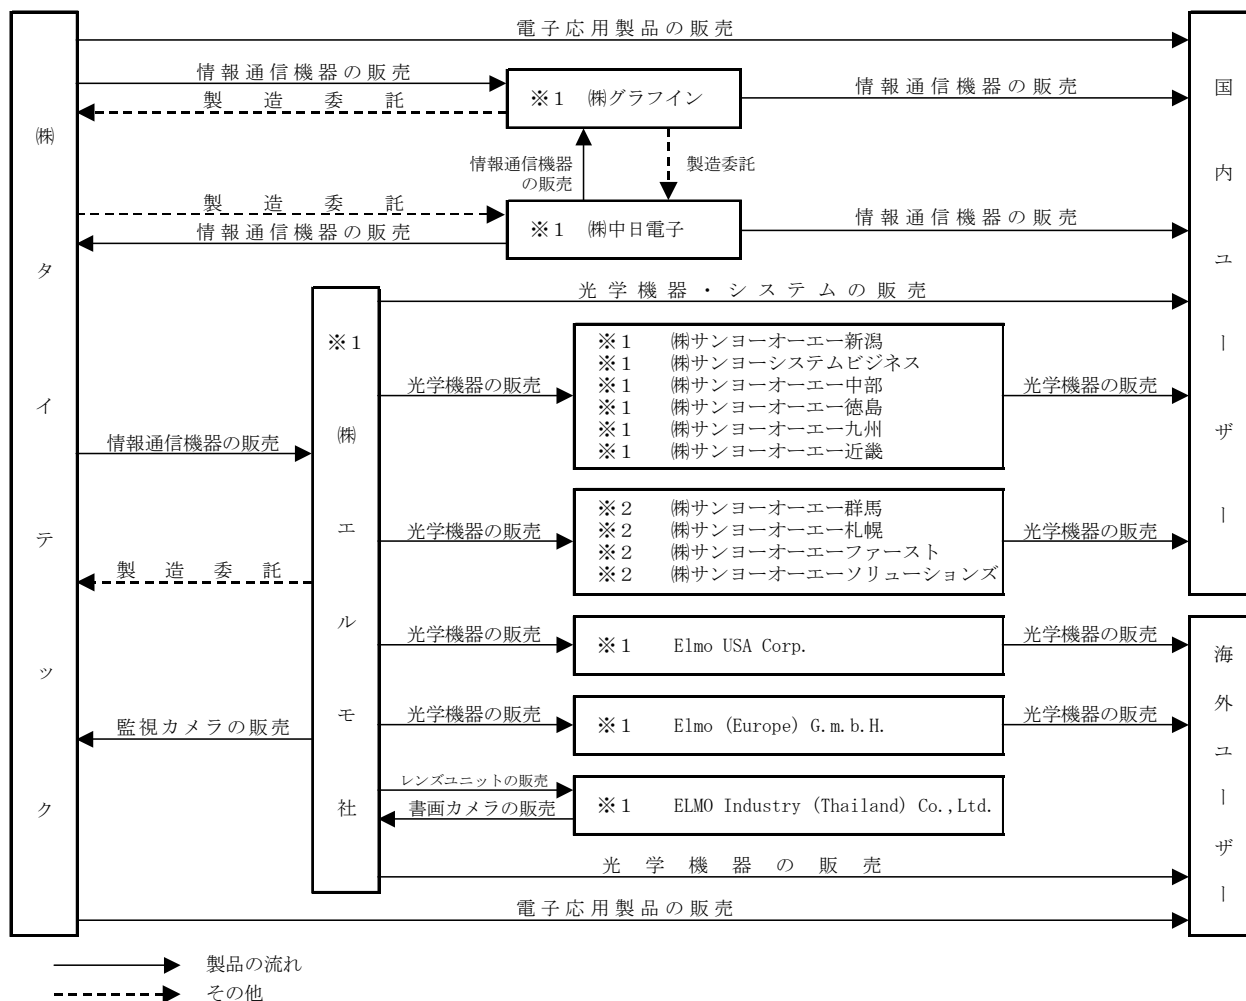 電子応用製品の販売
情報通信機器の販売
製造委託
※1 ㈱グラフイン
情報通信機器の販売
情報通信機器
の販売
製造委託
製造委託
情報通信機器の販売
※1 ㈱中日電子
情報通信機器の販売
㈱タイテック
国内ユーザー
光学機器・システムの販売
※1 ㈱エルモ社
光学機器の販売
※1 ㈱サンヨーオーエー新潟
※1 ㈱サンヨーシステムビジネス
※1 ㈱サンヨーオーエー中部
※1 ㈱サンヨーオーエー徳島
※1 ㈱サンヨーオーエー九州
※1 ㈱サンヨーオーエー近畿
光学機器の販売
情報通信機器の販売
光学機器の販売
※2 ㈱サンヨーオーエー群馬
※2 ㈱サンヨーオーエー札幌
※2 ㈱サンヨーオーエーファースト
※2 ㈱サンヨーオーエーソリューションズ
光学機器の販売
製造委託
光学機器の販売
※1 Elmo USA Corp.
光学機器の販売
海外ユーザー
監視カメラの販売
光学機器の販売
※1 Elmo (Europe) G.m.b.H.
光学機器の販売
レンズユニットの販売
書画カメラの販売
※1 ELMO Industry (Thailand) Co.,Ltd.
光学機器の販売
電子応用製品の販売
製品の流れ
その他